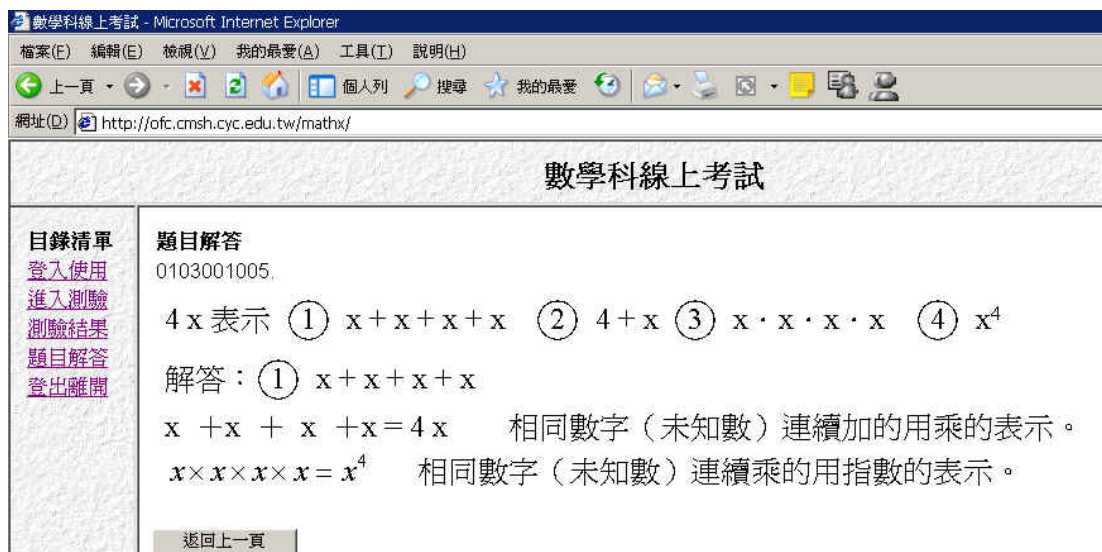 數學科線上考試 - Microsoft Internet Explorer
檔案(F) 編輯(E) 檢視(V) 我的最愛(A) 工具(T) 說明(H)
上一頁 個人列 搜尋 我的最愛
網址(D) http://ofc.cmsh.cyc.edu.tw/mathx/
數學科線上考試
目錄清單
登入使用
進入測驗
測驗結果
題目解答
登出離開
題目解答
0103001005.
4 x 表示 ① x + x + x + x ② 4 + x ③ x · x · x · x ④ x⁴
解答：① x + x + x + x
x +x + x +x = 4 x 相同數字（未知數）連續加的用乘的表示。
x × x × x × x = x⁴ 相同數字（未知數）連續乘的用指數的表示。
返回上一頁